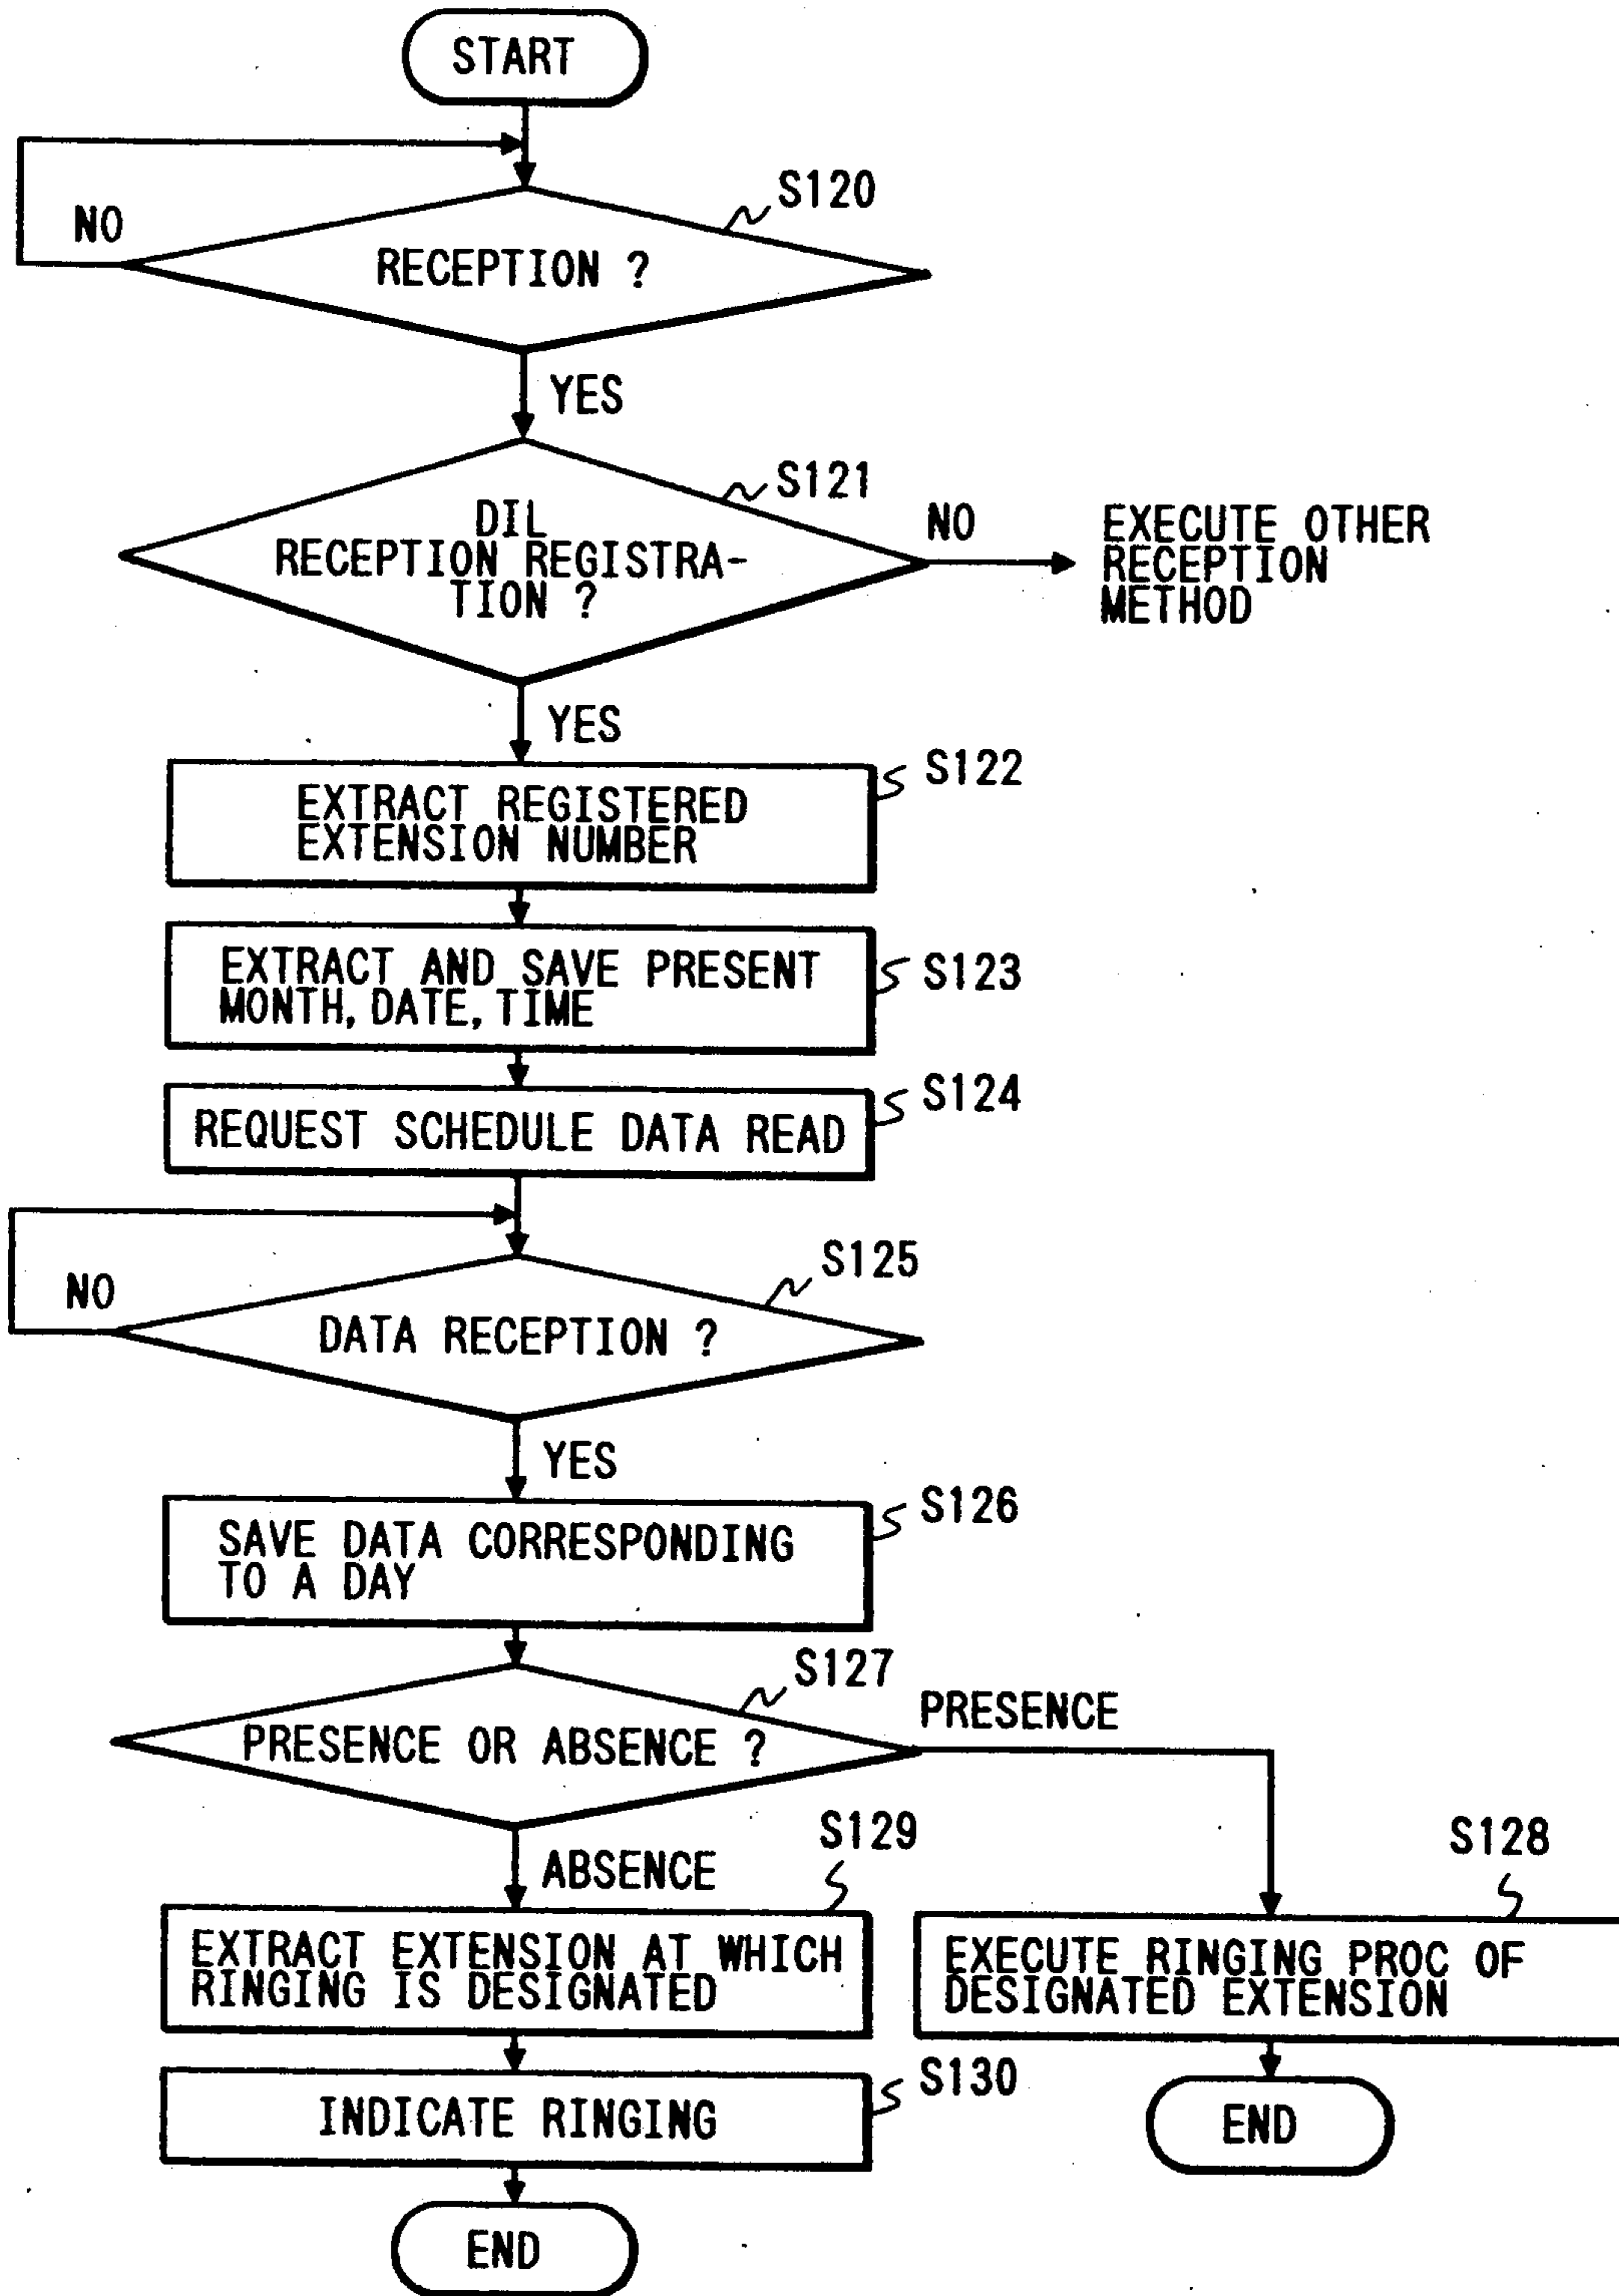 START
S120
NO
RECEPTION ?
YES
S121
DIL
RECEPTION REGISTRA-
TION ?
NO
EXECUTE OTHER
RECEPTION
METHOD
YES
S122
EXTRACT REGISTERED
EXTENSION NUMBER
S123
EXTRACT AND SAVE PRESENT
MONTH, DATE, TIME
S124
REQUEST SCHEDULE DATA READ
S125
NO
DATA RECEPTION ?
YES
S126
SAVE DATA CORRESPONDING
TO A DAY
S127
PRESENCE OR ABSENCE ?
PRESENCE
ABSENCE
S129
EXTRACT EXTENSION AT WHICH
RINGING IS DESIGNATED
S128
EXECUTE RINGING PROC OF
DESIGNATED EXTENSION
S130
INDICATE RINGING
END
END